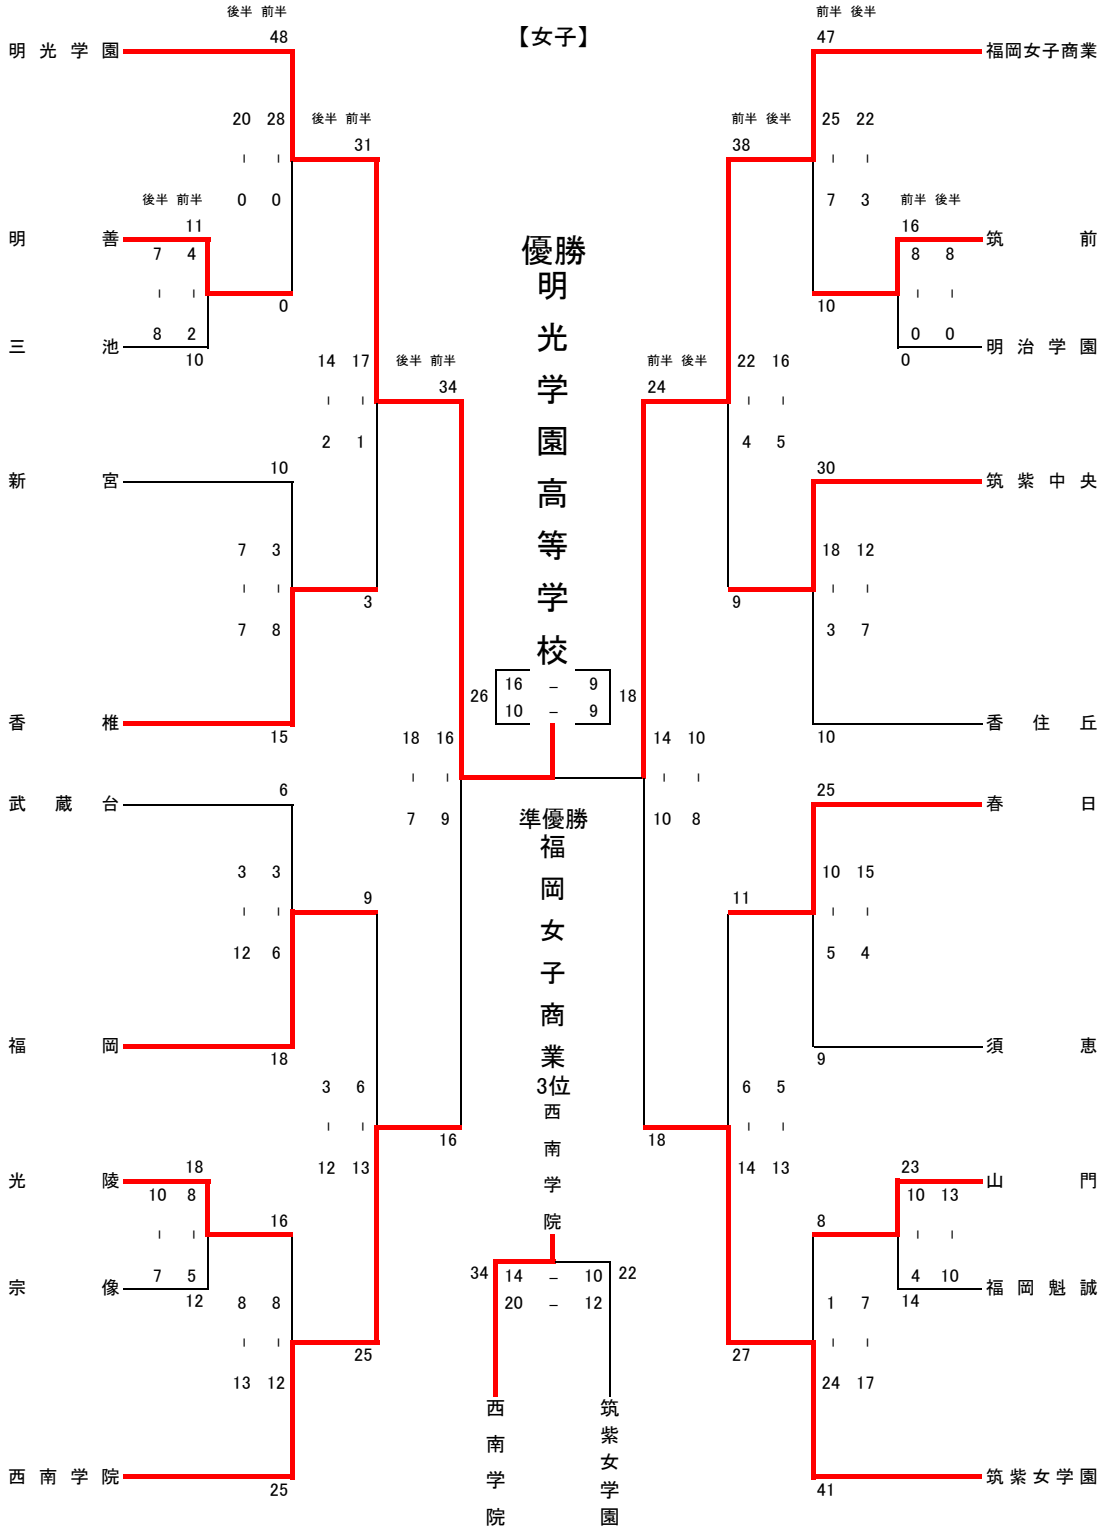 【女子】
後半 前半
前半 後半
48
47
明光学園
福岡女子商業
20 28
後半 前半
前半 後半
25 22
31
38
0 0
7 3
後半 前半
前半 後半
11
16
明善
筑前
7 4
8 8
0
10
8 2
0 0
三池
明治学園
10
0
優勝
明光学園高等学校
14 17
後半 前半
前半 後半
22 16
34
24
2 1
4 5
10
30
新宮
筑紫中央
7 3
18 12
3
9
7 8
3 7
香椎
香住丘
15
10
26
16 – 9
10 – 9
18
18 16
14 10
7 9
10 8
6
25
武蔵台
春日
準優勝
福岡女子商業
3 3
10 15
9
11
12 6
5 4
福岡
須恵
18
9
3位
西南学院
3 6
6 5
16
18
12 13
14 13
18
23
光陵
山門
10 8
10 13
16
8
7 5
4 10
宗像
福岡魁誠
12
14
8 8
1 7
25
27
13 12
24 17
西南学院
筑紫女学園
25
41
34
14 – 10
20 – 12
22
西南学院
筑紫女学園